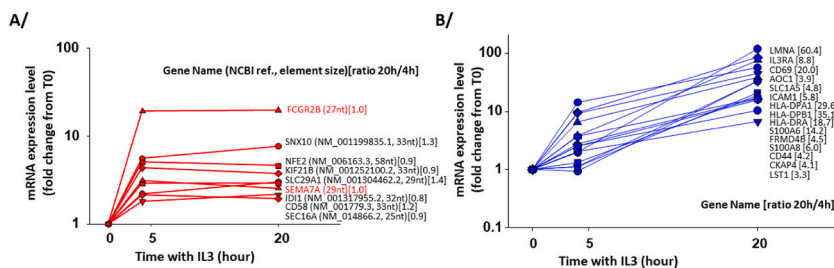 A/
mRNA expression level
(fold change from T0)
100
10
1
0
5
20
Time with IL3 (hour)
Gene Name (NCBI ref., element size)[ratio 20h/4h]
FCGR2B (27nt)[1.0]
SNX10 (NM_001199835.1, 33nt)[1.3]
NFE2 (NM_006163.3, 58nt)[0.9]
KIF21B (NM_001252100.2, 33nt)[0.9]
SLC29A1 (NM_001304462.2, 29nt)[1.4]
SEMA7A (29nt)[1.0]
IDI1 (NM_001317955.2, 32nt)[0.8]
CD58 (NM_001779.3, 33nt)[1.2]
SEC16A (NM_014866.2, 25nt)[0.9]
B/
mRNA expression level
(fold change from T0)
100
10
1
0.1
0
5
20
Time with IL3 (hour)
LMNA [60.4]
IL3RA [8.8]
CD69 [20.0]
AOC1 [3.9]
SLC1A5 [4.8]
ICAM1 [5.8]
HLA-DPA1 [29.6
HLA-DPB1 [35.1
HLA-DRA [18.7]
S100A6 [14.2]
FRMD4B [4.5]
S100A8 [6.0]
CD44 [4.2]
CKAP4 [4.1]
LST1 [3.3]
Gene Name [ratio 20h/4h]